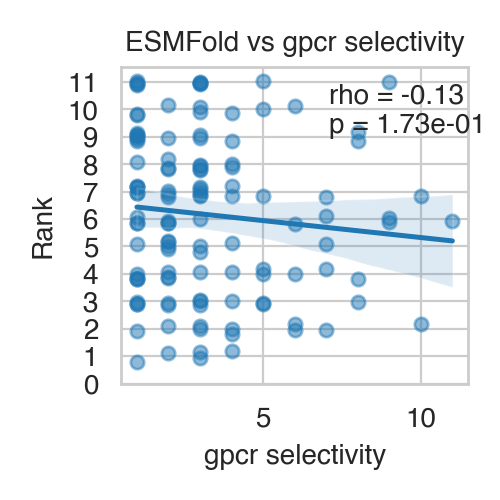 ESMFold vs gpcr selectivity
rho = -0.13
p = 1.73e-01
Rank
11
10
9
8
7
6
5
4
3
2
1
0
5
10
gpcr selectivity